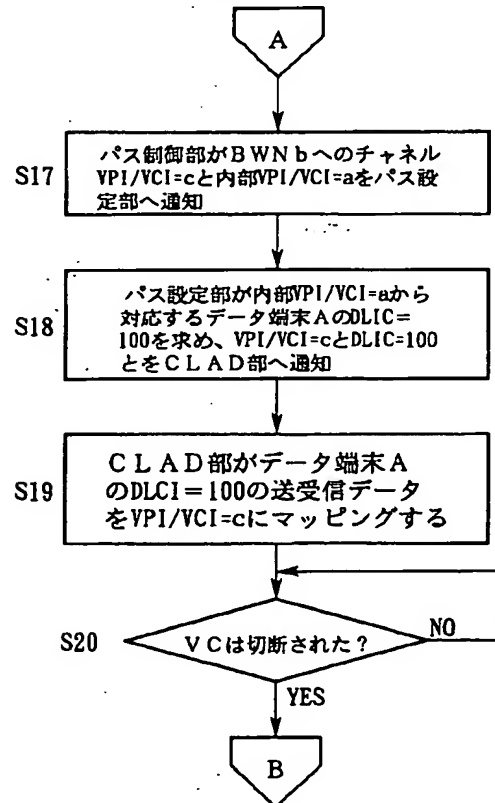 A
S17
パス制御部がBWNbへのチャネル
VPI/VCI=cと内部VPI/VCI=aをパス設
定部へ通知
S18
パス設定部が内部VPI/VCI=aから
対応するデータ端末AのDLIC=
100を求め、VPI/VCI=cとDLIC=100
とをCLAD部へ通知
S19
CLAD部がデータ端末A
のDLCI=100の送受信データ
をVPI/VCI=cにマッピングする
S20
VCは切断された?
NO
YES
B